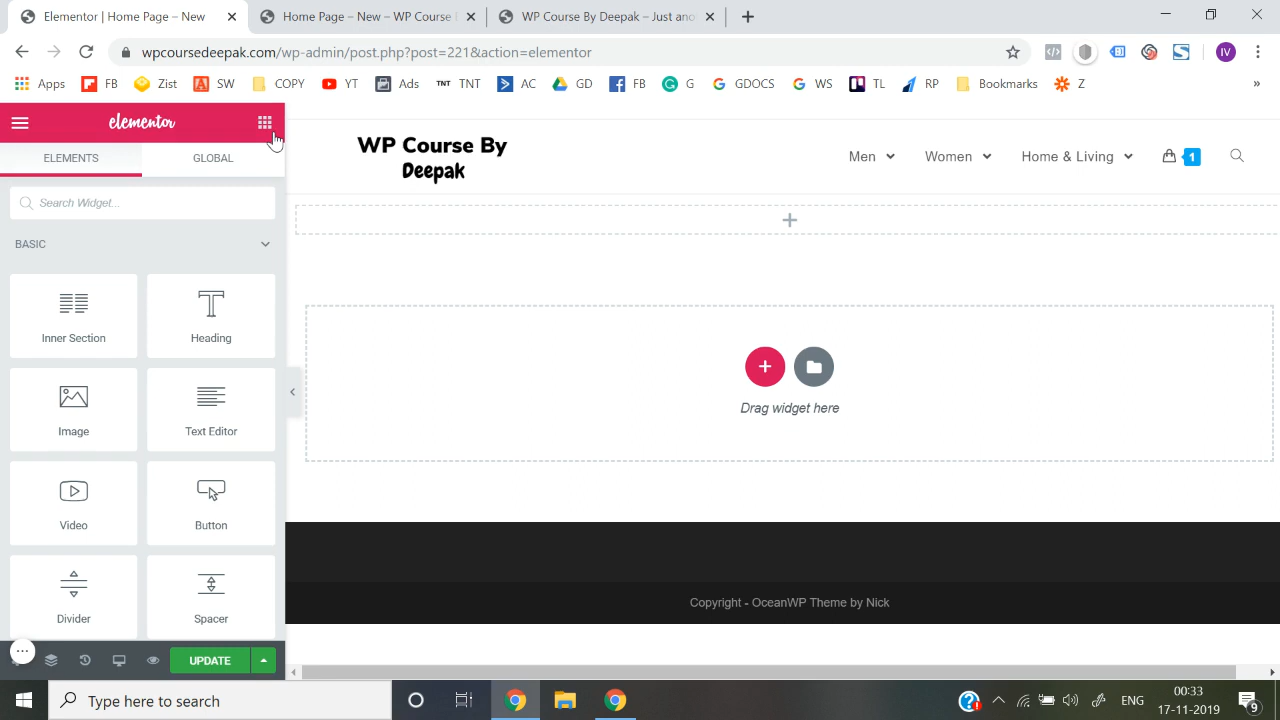 Elementor | Home Page - New
Home Page - New – WP Course D
WP Course By Deepak – Just ano
wpcoursedeepak.com/wp-admin/post.php?post=221&action=elementor
IV
Apps FB Zist SW COPY YT Ads TNT TNT AC GD FB G GDOCS WS TL RP Bookmarks Z »
elementor
ELEMENTS GLOBAL
Search Widget...
BASIC
Inner Section Heading
Image Text Editor
Video Button
Divider Spacer
UPDATE
WP Course By
Deepak
Men Women Home & Living 1
Drag widget here
Copyright - OceanWP Theme by Nick
Type here to search
ENG
00:33
17-11-2019
9